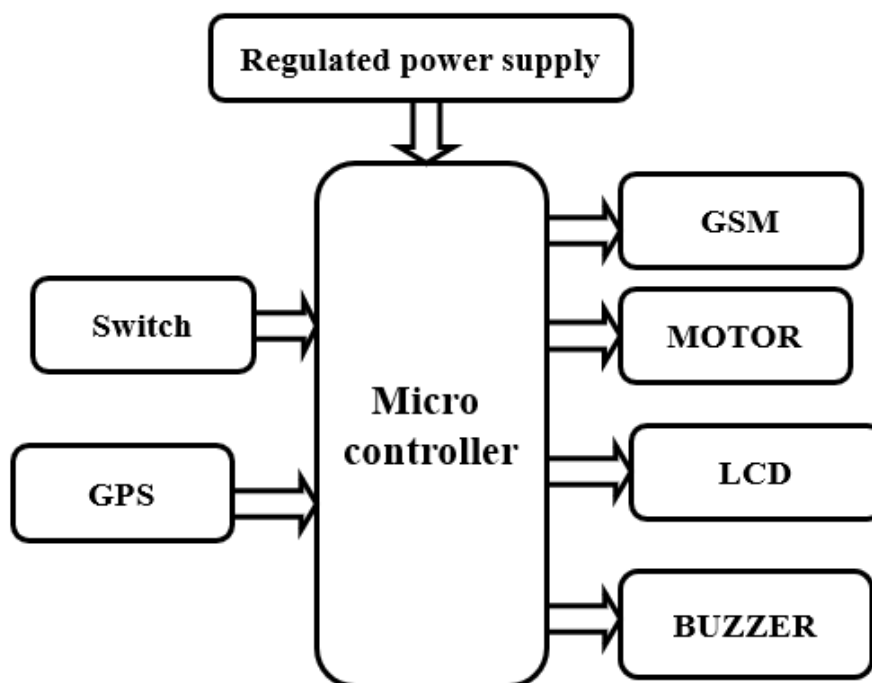 Regulated power supply
GSM
Switch
MOTOR
Micro
controller
GPS
LCD
BUZZER